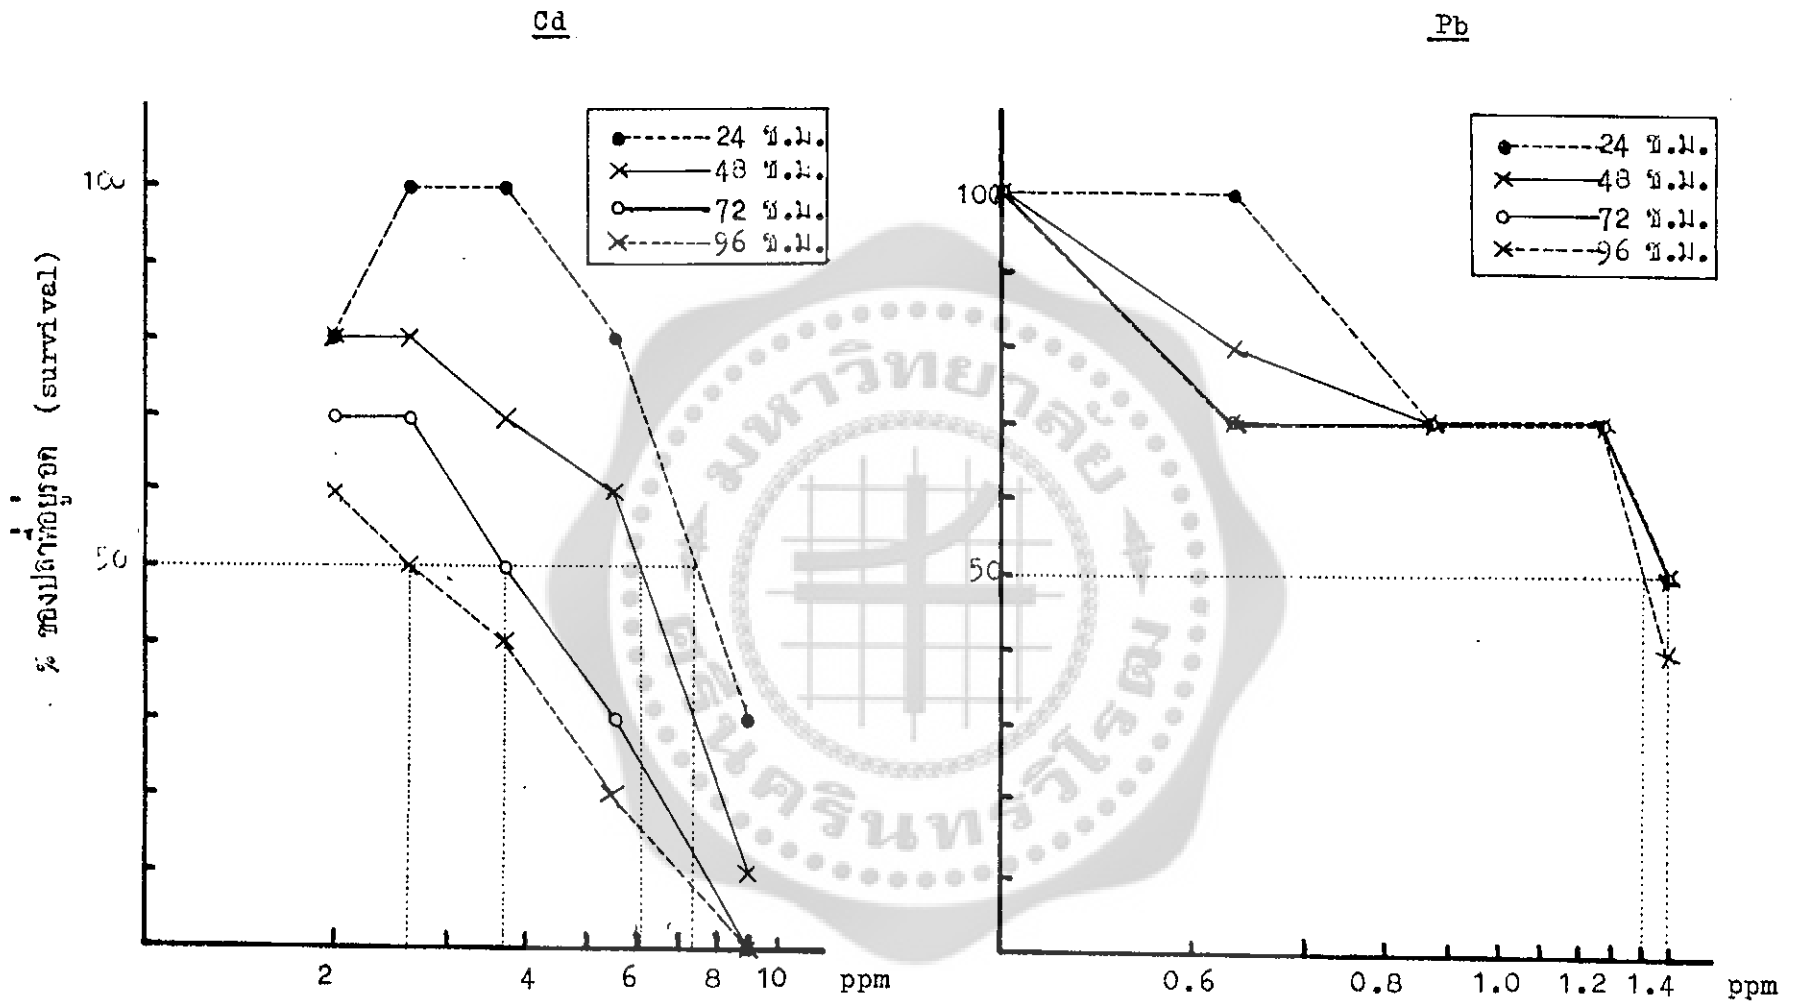 Cd
Pb
24 ช.ม.
48 ช.ม.
72 ช.ม.
96 ช.ม.
24 ช.ม.
48 ช.ม.
72 ช.ม.
96 ช.ม.
% ของปลาที่อยู่รอด (survival)
100
50
2
4
6
8
10
ppm
100
50
0.6
0.8
1.0
1.2
1.4
ppm
มหาวิทยาลัย
ศรีนครินทรวิโรฒ